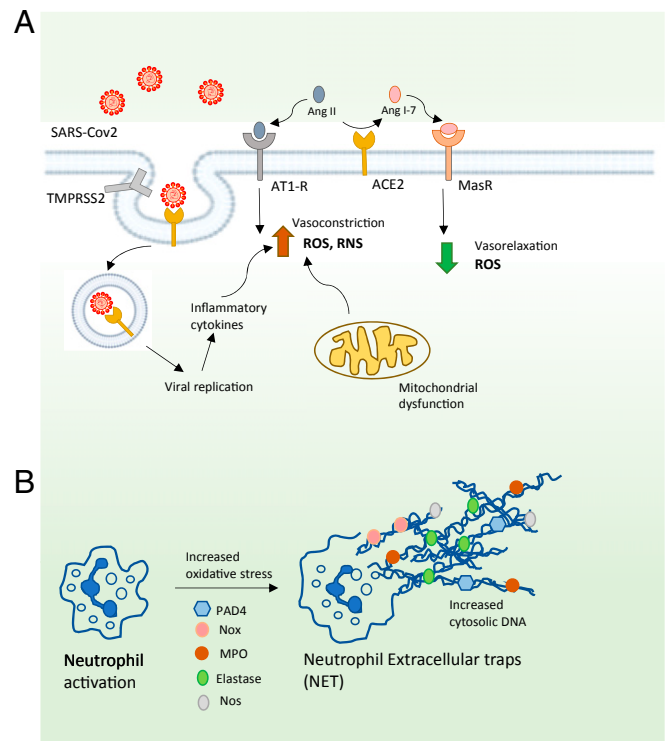 A
SARS-Cov2
Ang II
Ang I-7
TMPRSS2
AT1-R
ACE2
MasR
Vasoconstriction
ROS, RNS
Vasorelaxation
ROS
Inflammatory
cytokines
Viral replication
Mitochondrial
dysfunction
B
Increased
oxidative stress
PAD4
Nox
MPO
Elastase
Nos
Neutrophil
activation
Increased
cytosolic DNA
Neutrophil Extracellular traps
(NET)